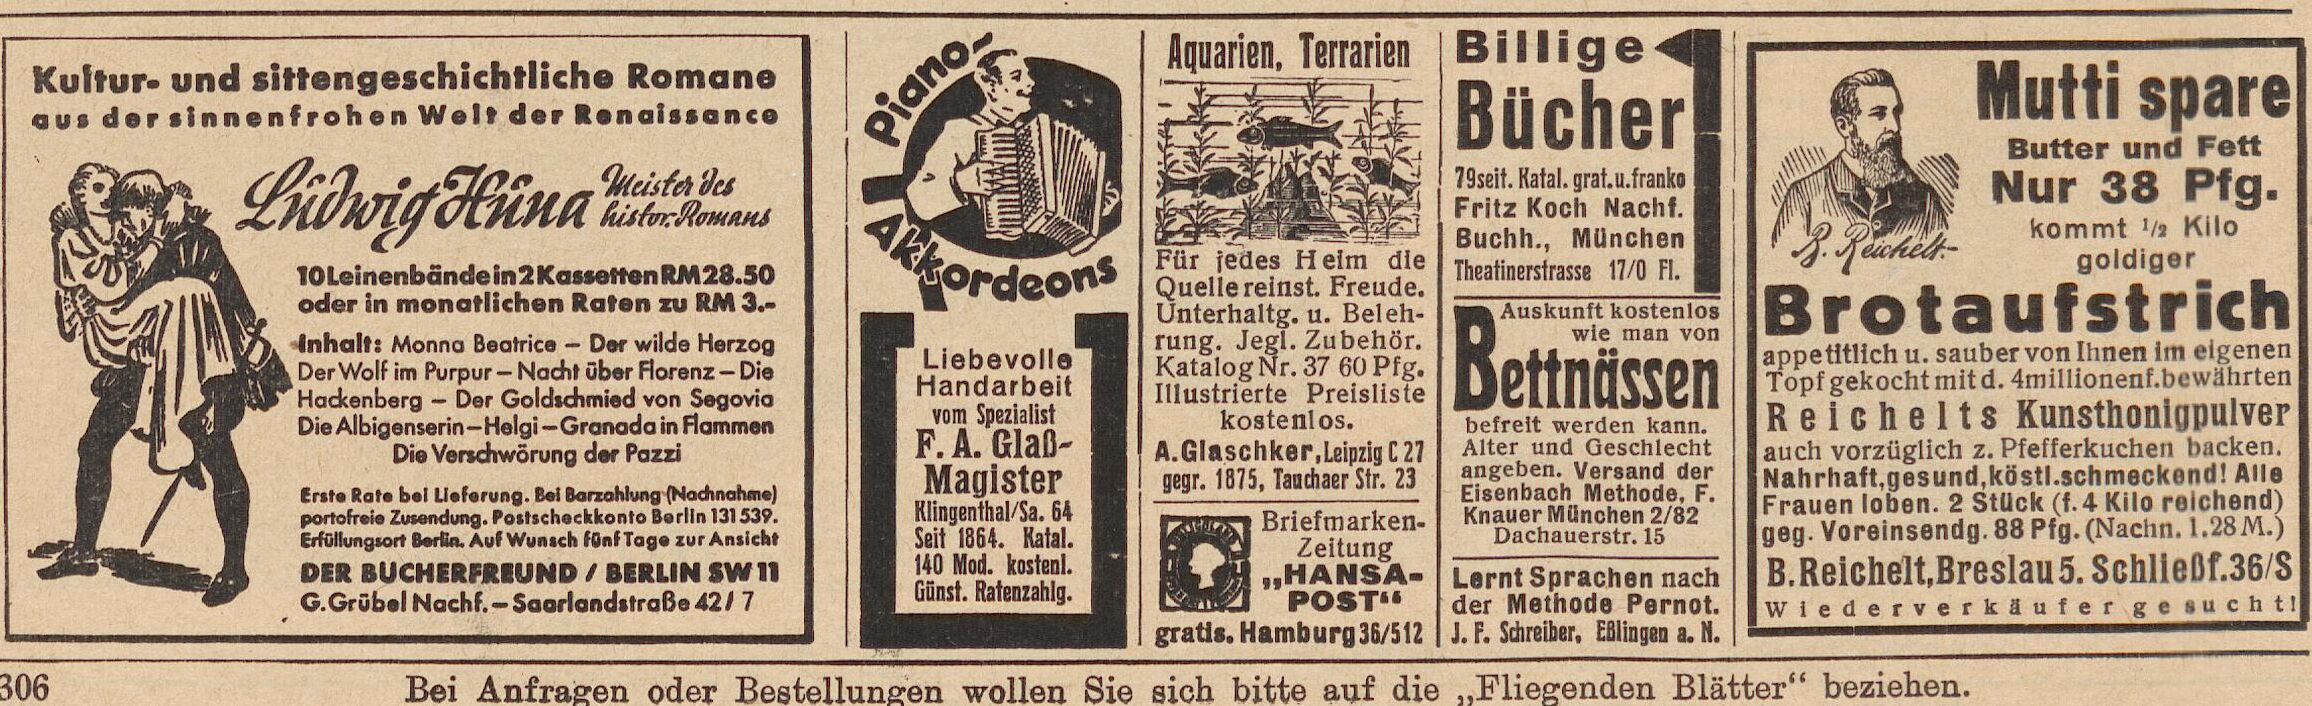 Kultur- und sittengeschichtliche Romane
aus der sinnenfrohen Welt der Renaissance
Ludwig Huna
Meister des
histor. Romans
10 Leinenbände in 2 Kassetten RM 28.50
oder in monatlichen Raten zu RM 3.-
Inhalt: Monna Beatrice – Der wilde Herzog
Der Wolf im Purpur – Nacht über Florenz – Die
Hackenberg – Der Goldschmied von Segovia
Die Albigenserin – Helgi – Granada in Flammen
Die Verschwörung der Pazzi
Erste Rate bei Lieferung. Bei Barzahlung (Nachnahme)
portofreie Zusendung. Postscheckkonto Berlin 131 539.
Erfüllungsort Berlin. Auf Wunsch fünf Tage zur Ansicht
DER BÜCHERFREUND / BERLIN SW 11
G. Grübel Nachf. – Saarlandstraße 42 / 7
Piano-
Akkordeons
Liebevolle
Handarbeit
vom Spezialist
F. A. Glaß-
Magister
Klingenthal/Sa. 64
Seit 1864. Katal.
140 Mod. kostenl.
Günst. Ratenzahlg.
Aquarien, Terrarien
Für jedes Heim die
Quelle reinst. Freude.
Unterhaltg. u. Beleh-
rung. Jegl. Zubehör.
Katalog Nr. 37 60 Pfg.
Illustrierte Preisliste
kostenlos.
A. Glaschker, Leipzig C 27
gegr. 1875, Tauchaer Str. 23
Briefmarken-
Zeitung
„HANSA-
POST“
gratis. Hamburg 36/512
Billige
Bücher
79seit. Katal. grat. u. franko
Fritz Koch Nachf.
Buchh., München
Theatinerstrasse 17/0 Fl.
Auskunft kostenlos
wie man von
Bettnässen
befreit werden kann.
Alter und Geschlecht
angeben. Versand der
Eisenbach Methode, F.
Knauer München 2/82
Dachauerstr. 15
Lernt Sprachen nach
der Methode Pernot.
J. F. Schreiber, Eßlingen a. N.
B. Reichelt.
Mutti spare
Butter und Fett
Nur 38 Pfg.
kommt ½ Kilo
goldiger
Brotaufstrich
appetitlich u. sauber von Ihnen im eigenen
Topf gekocht mit d. 4millionenf. bewährten
Reichelts Kunsthonigpulver
auch vorzüglich z. Pfefferkuchen backen.
Nahrhaft, gesund, köstl. schmeckend! Alle
Frauen loben. 2 Stück (f. 4 Kilo reichend)
geg. Voreinsendg. 88 Pfg. (Nachn. 1.28 M.)
B. Reichelt, Breslau 5. Schließf. 36/S
Wiederverkäufer gesucht!
306
Bei Anfragen oder Bestellungen wollen Sie sich bitte auf die „Fliegenden Blätter“ beziehen.